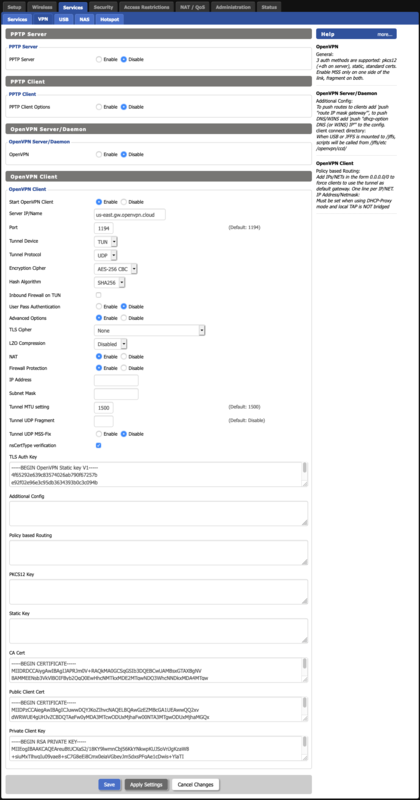 Setup Wireless Services Security Access Restrictions NAT / QoS Administration Status
Services VPN USB NAS Hotspot
PPTP Server
PPTP Server
PPTP Server Enable Disable
PPTP Client
PPTP Client
PPTP Client Options Enable Disable
OpenVPN Server/Daemon
OpenVPN Server/Daemon
OpenVPN Enable Disable
OpenVPN Client
OpenVPN Client
Start OpenVPN Client Enable Disable
Server IP/Name us-east.gw.openvpn.cloud
Port 1194 (Default: 1194)
Tunnel Device TUN
Tunnel Protocol UDP
Encryption Cipher AES-256 CBC
Hash Algorithm SHA256
Inbound Firewall on TUN
User Pass Authentication Enable Disable
Advanced Options Enable Disable
TLS Cipher None
LZO Compression Disabled
NAT Enable Disable
Firewall Protection Enable Disable
IP Address
Subnet Mask
Tunnel MTU setting 1500 (Default: 1500)
Tunnel UDP Fragment (Default: Disable)
Tunnel UDP MSS-Fix Enable Disable
nsCertType verification
TLS Auth Key
-----BEGIN OpenVPN Static key V1-----
Additional Config
Policy based Routing
PKCS12 Key
Static Key
CA Cert
-----BEGIN CERTIFICATE-----
Public Client Cert
-----BEGIN CERTIFICATE-----
Private Client Key
-----BEGIN RSA PRIVATE KEY-----
Save Apply Settings Cancel Changes
Help more...
OpenVPN
General:
3 auth methods are supported: pkcs12
(+dh on server), static, standard certs.
Enable MSS only on one side of the
link, fragment on both.
OpenVPN Server/Daemon
Additional Config:
To push routes to clients add 'push
"route IP mask gateway"', to push
DNS/WINS add 'push "dhcp-option
DNS (or WINS) IP"' to the config.
client connect directory:
When USB or JFFS is mounted to /jffs,
scripts will be called from /jffs/etc
/openvpn/ccd/
OpenVPN Client
Policy based Routing:
Add IPs/NETs in the form 0.0.0.0/0 to
force clients to use the tunnel as
default gateway. One line per IP/NET.
IP Address/Netmask:
Must be set when using DHCP-Proxy
mode and local TAP is NOT bridged